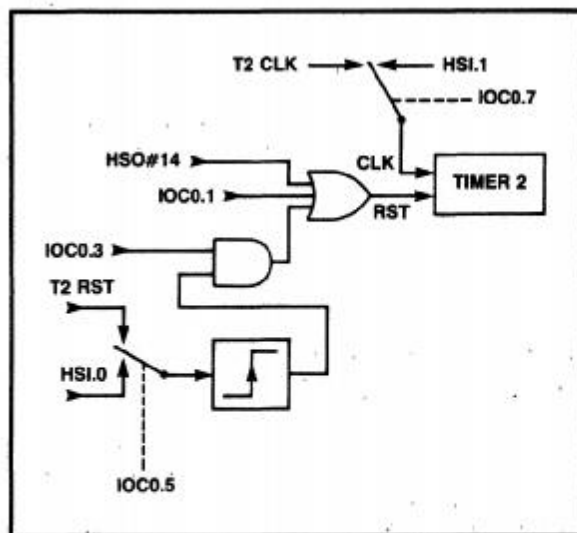 T2 CLK
HSI.1
IOC0.7
HSO#14
CLK
TIMER 2
IOC0.1
RST
IOC0.3
T2 RST
HSI.0
IOC0.5